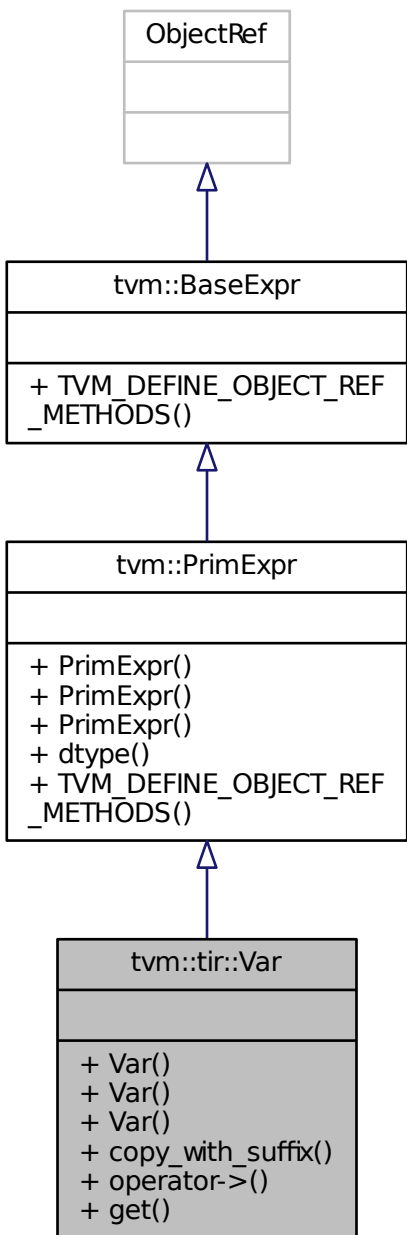 ObjectRef
tvm::BaseExpr
+ TVM_DEFINE_OBJECT_REF
_METHODS()
tvm::PrimExpr
+ PrimExpr()
+ PrimExpr()
+ PrimExpr()
+ dtype()
+ TVM_DEFINE_OBJECT_REF
_METHODS()
tvm::tir::Var
+ Var()
+ Var()
+ Var()
+ copy_with_suffix()
+ operator->()
+ get()